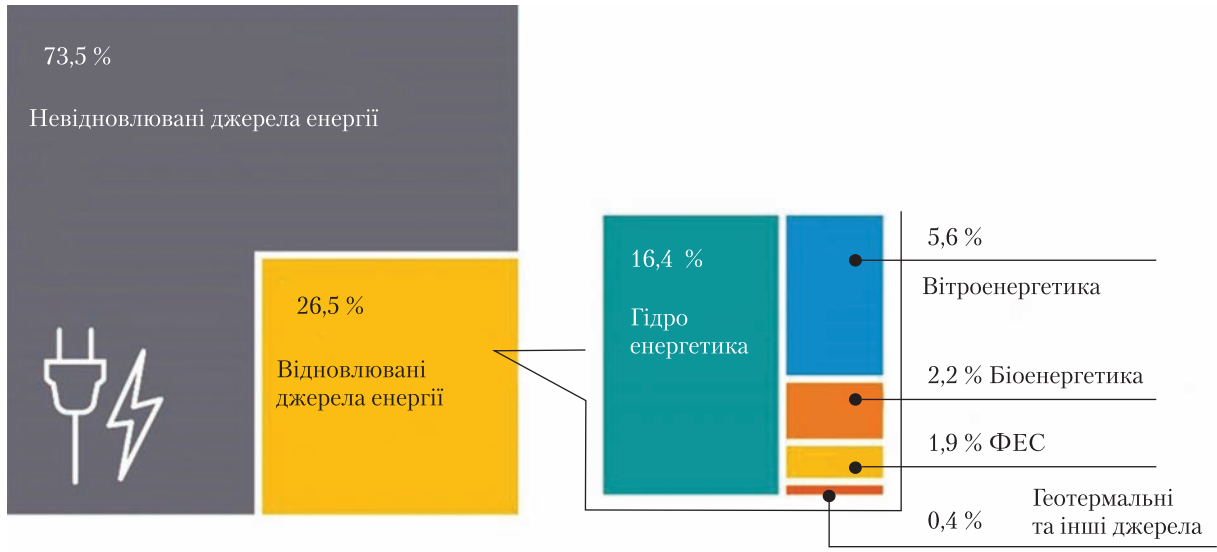 73,5 %
Невідновлювані джерела енергії
26,5 %
Відновлювані
джерела енергії
16,4 %
Гідро
енергетика
5,6 %
Вітроенергетика
2,2 % Біоенергетика
1,9 % ФЕС
0,4 %
Геотермальні
та інші джерела